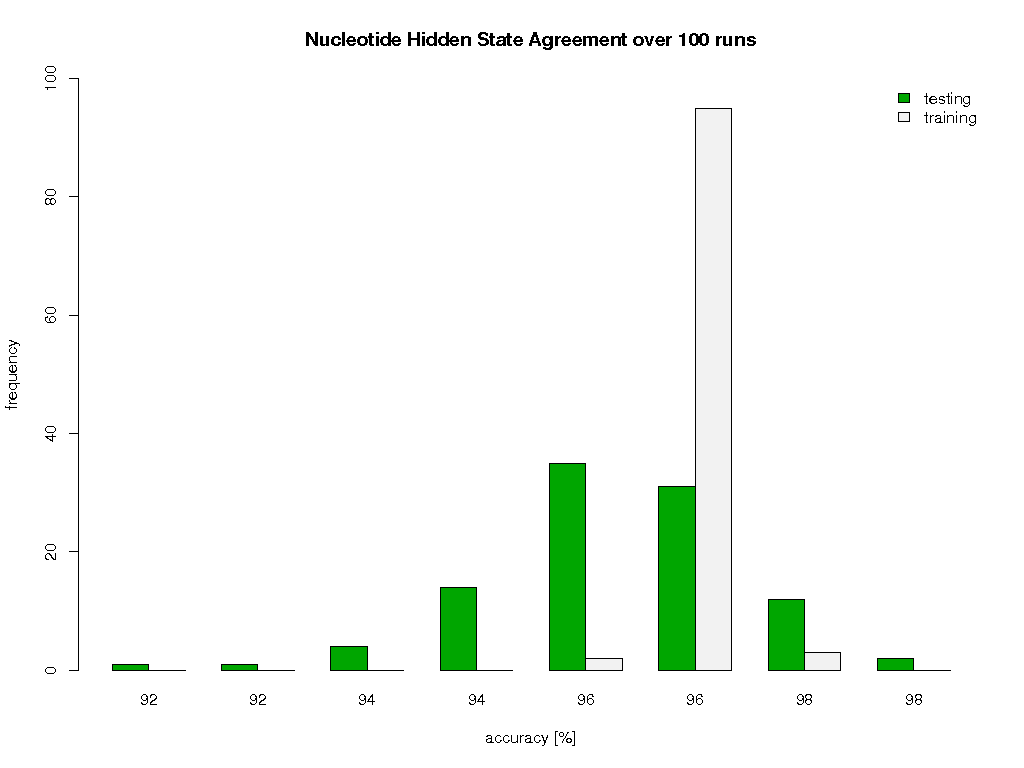 Nucleotide Hidden State Agreement over 100 runs
testing
training
100
80
60
40
20
0
frequency
92 92 94 94 96 96 98 98
accuracy [%]